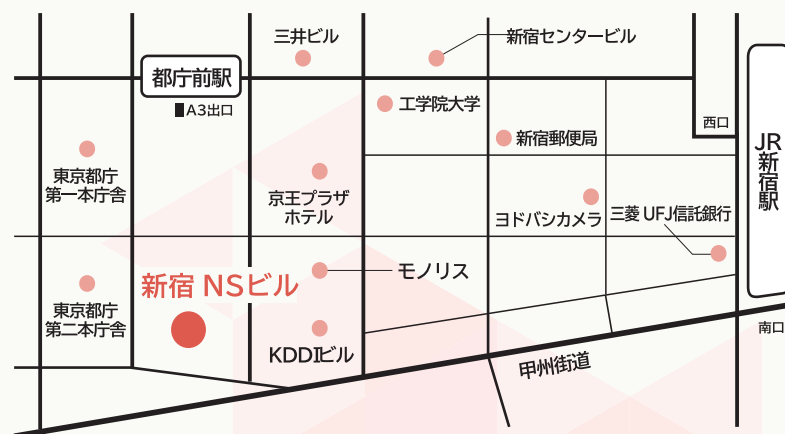 三井ビル
新宿センタービル
都庁前駅
A3出口
工学院大学
新宿郵便局
西口
JR新宿駅
東京都庁
第一本庁舎
京王プラザ
ホテル
ヨドバシカメラ
三菱 UFJ信託銀行
新宿 NSビル
モノリス
東京都庁
第二本庁舎
KDDIビル
南口
甲州街道